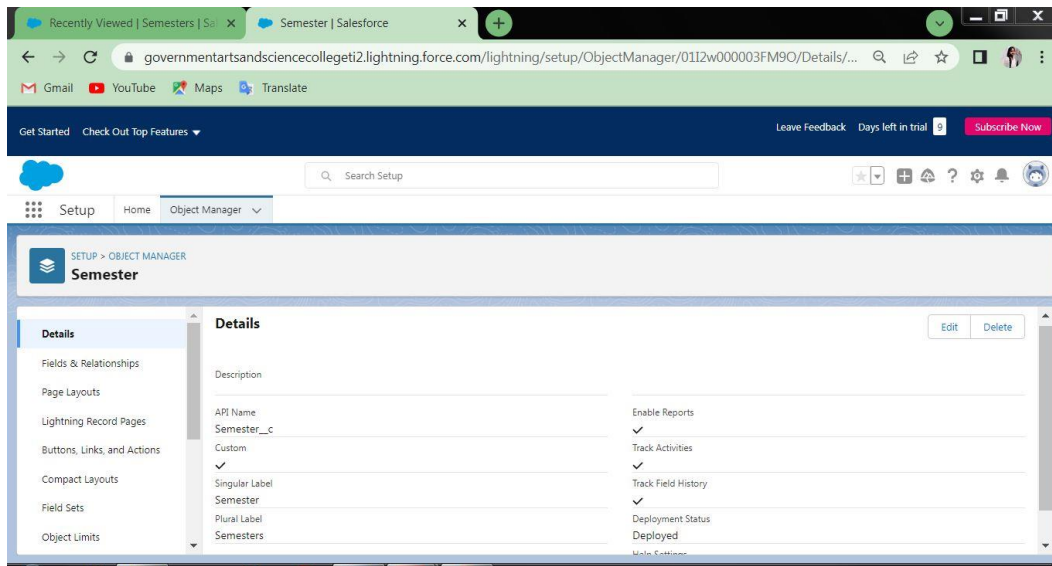 Recently Viewed | Semesters | Sal
Semester | Salesforce
governmentartsandsciencecollegeti2.lightning.force.com/lightning/setup/ObjectManager/01I2w000003FM9O/Details/...
Gmail YouTube Maps Translate
Get Started Check Out Top Features
Leave Feedback Days left in trial 9 Subscribe Now
Search Setup
Setup Home Object Manager
SETUP > OBJECT MANAGER
Semester
Details
Fields & Relationships
Page Layouts
Lightning Record Pages
Buttons, Links, and Actions
Compact Layouts
Field Sets
Object Limits
Details
Edit Delete
Description
API Name
Semester__c
Custom
Singular Label
Semester
Plural Label
Semesters
Enable Reports
Track Activities
Track Field History
Deployment Status
Deployed
Help Settings